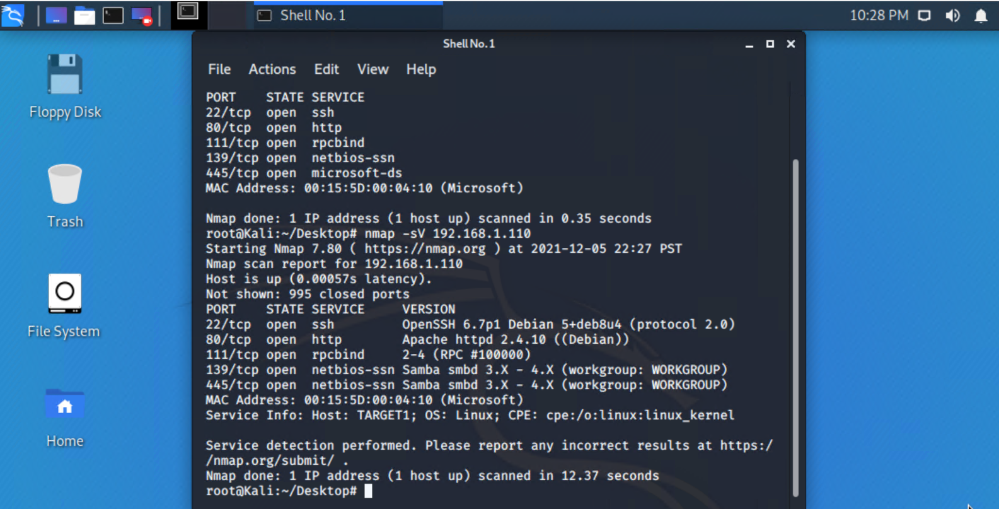 Shell No. 1
10:28 PM
Floppy Disk
Trash
File System
Home
Shell No.1
File Actions Edit View Help
PORT    STATE SERVICE
22/tcp  open  ssh
80/tcp  open  http
111/tcp open  rpcbind
139/tcp open  netbios-ssn
445/tcp open  microsoft-ds
MAC Address: 00:15:5D:00:04:10 (Microsoft)
Nmap done: 1 IP address (1 host up) scanned in 0.35 seconds
root@Kali:~/Desktop# nmap -sV 192.168.1.110
Starting Nmap 7.80 ( https://nmap.org ) at 2021-12-05 22:27 PST
Nmap scan report for 192.168.1.110
Host is up (0.00057s latency).
Not shown: 995 closed ports
PORT    STATE SERVICE     VERSION
22/tcp  open  ssh         OpenSSH 6.7p1 Debian 5+deb8u4 (protocol 2.0)
80/tcp  open  http        Apache httpd 2.4.10 ((Debian))
111/tcp open  rpcbind     2-4 (RPC #100000)
139/tcp open  netbios-ssn Samba smbd 3.X - 4.X (workgroup: WORKGROUP)
445/tcp open  netbios-ssn Samba smbd 3.X - 4.X (workgroup: WORKGROUP)
MAC Address: 00:15:5D:00:04:10 (Microsoft)
Service Info: Host: TARGET1; OS: Linux; CPE: cpe:/o:linux:linux_kernel
Service detection performed. Please report any incorrect results at https:/
/nmap.org/submit/ .
Nmap done: 1 IP address (1 host up) scanned in 12.37 seconds
root@Kali:~/Desktop#